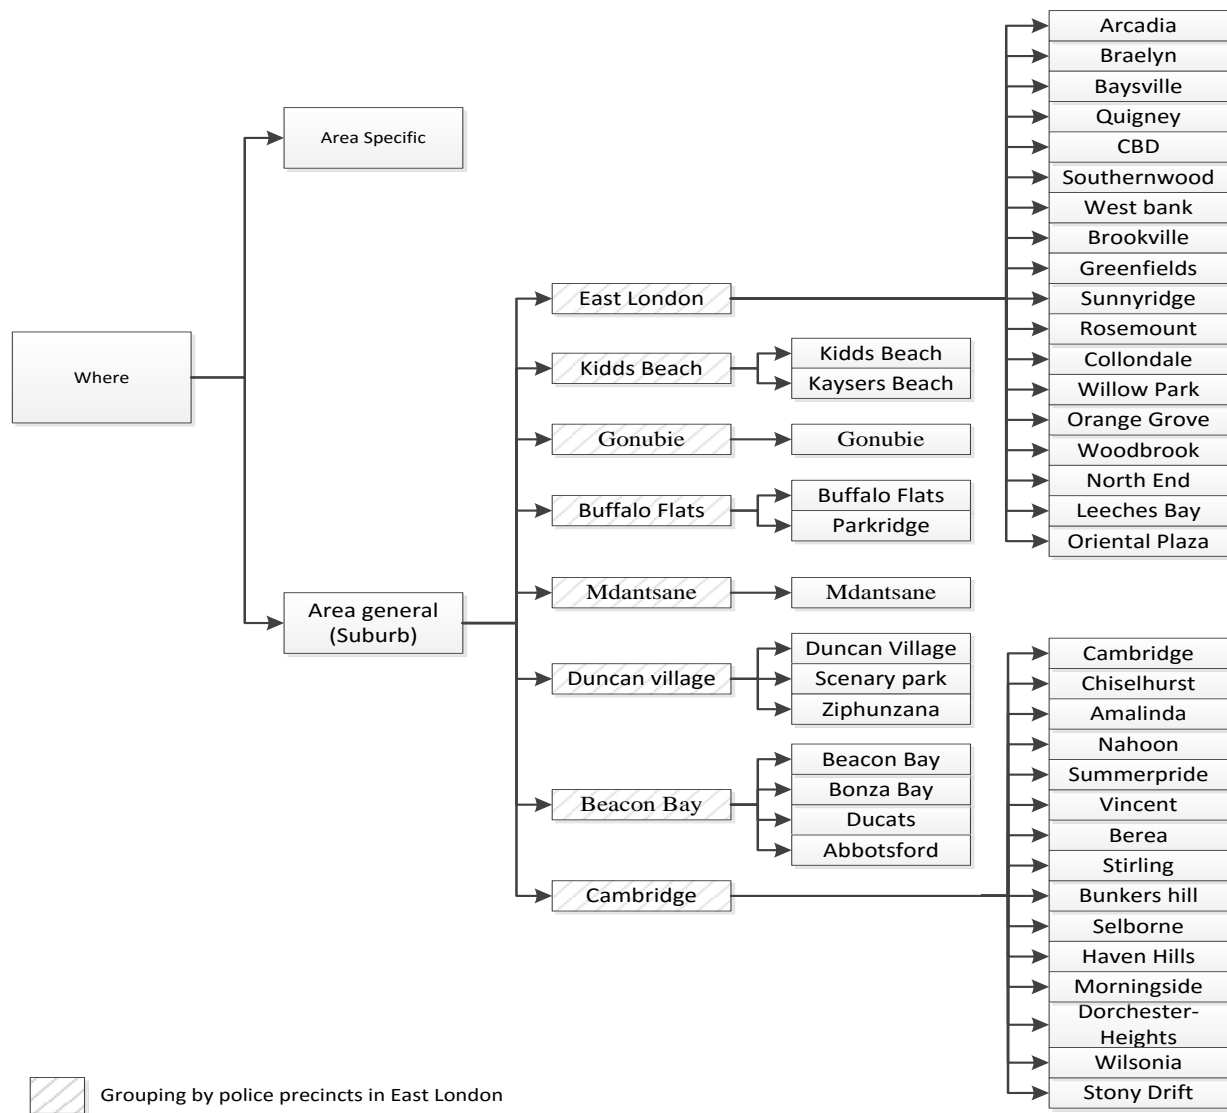 Where
Area Specific
Area general
(Suburb)
East London
Arcadia
Braelyn
Baysville
Quigney
CBD
Southernwood
West bank
Brookville
Greenfields
Sunnyridge
Rosemount
Collondale
Willow Park
Orange Grove
Woodbrook
North End
Leeches Bay
Oriental Plaza
Kidds Beach
Kidds Beach
Kaysers Beach
Gonubie
Gonubie
Buffalo Flats
Buffalo Flats
Parkridge
Mdantsane
Mdantsane
Duncan village
Duncan Village
Scenary park
Ziphunzana
Beacon Bay
Beacon Bay
Bonza Bay
Ducats
Abbotsford
Cambridge
Cambridge
Chiselhurst
Amalinda
Nahoon
Summerpride
Vincent
Berea
Stirling
Bunkers hill
Selborne
Haven Hills
Morningside
Dorchester-
Heights
Wilsonia
Stony Drift
Grouping by police precincts in East London